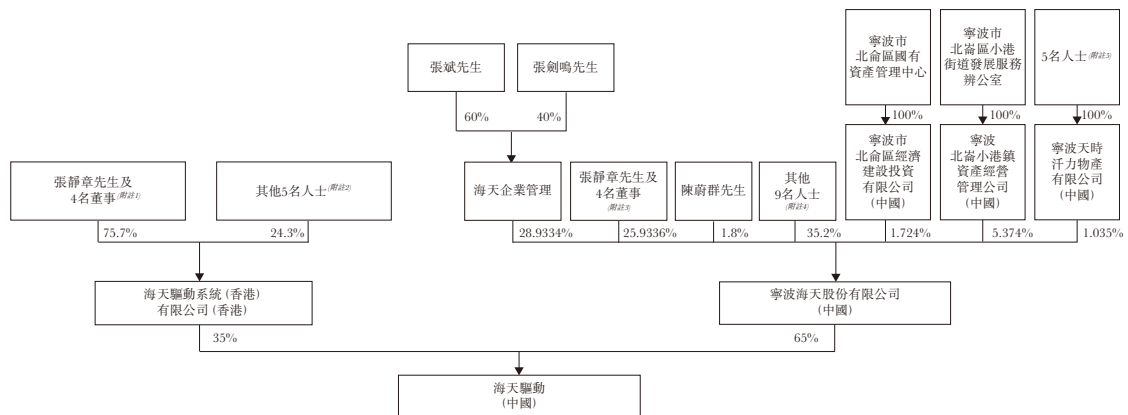 張斌先生
張劍鳴先生
寧波市
北侖區國有
資產管理中心
寧波市
北崙區小港
街道發展服務
辦公室
5名人士(附註5)
60%
40%
100%
100%
100%
張靜章先生及
4名董事(附註1)
其他5名人士(附註2)
海天企業管理
張靜章先生及
4名董事(附註3)
陳蔚群先生
其他
9名人士
(附註4)
寧波市
北侖區經濟
建設投資
有限公司
(中國)
寧波
北崙小港鎮
資產經營
管理公司
(中國)
寧波天時
汗力物產
有限公司
(中國)
75.7%
24.3%
28.9334%
25.9336%
1.8%
35.2%
1.724%
5.374%
1.035%
海天驅動系統(香港)
有限公司(香港)
寧波海天股份有限公司
(中國)
35%
65%
海天驅動
(中國)